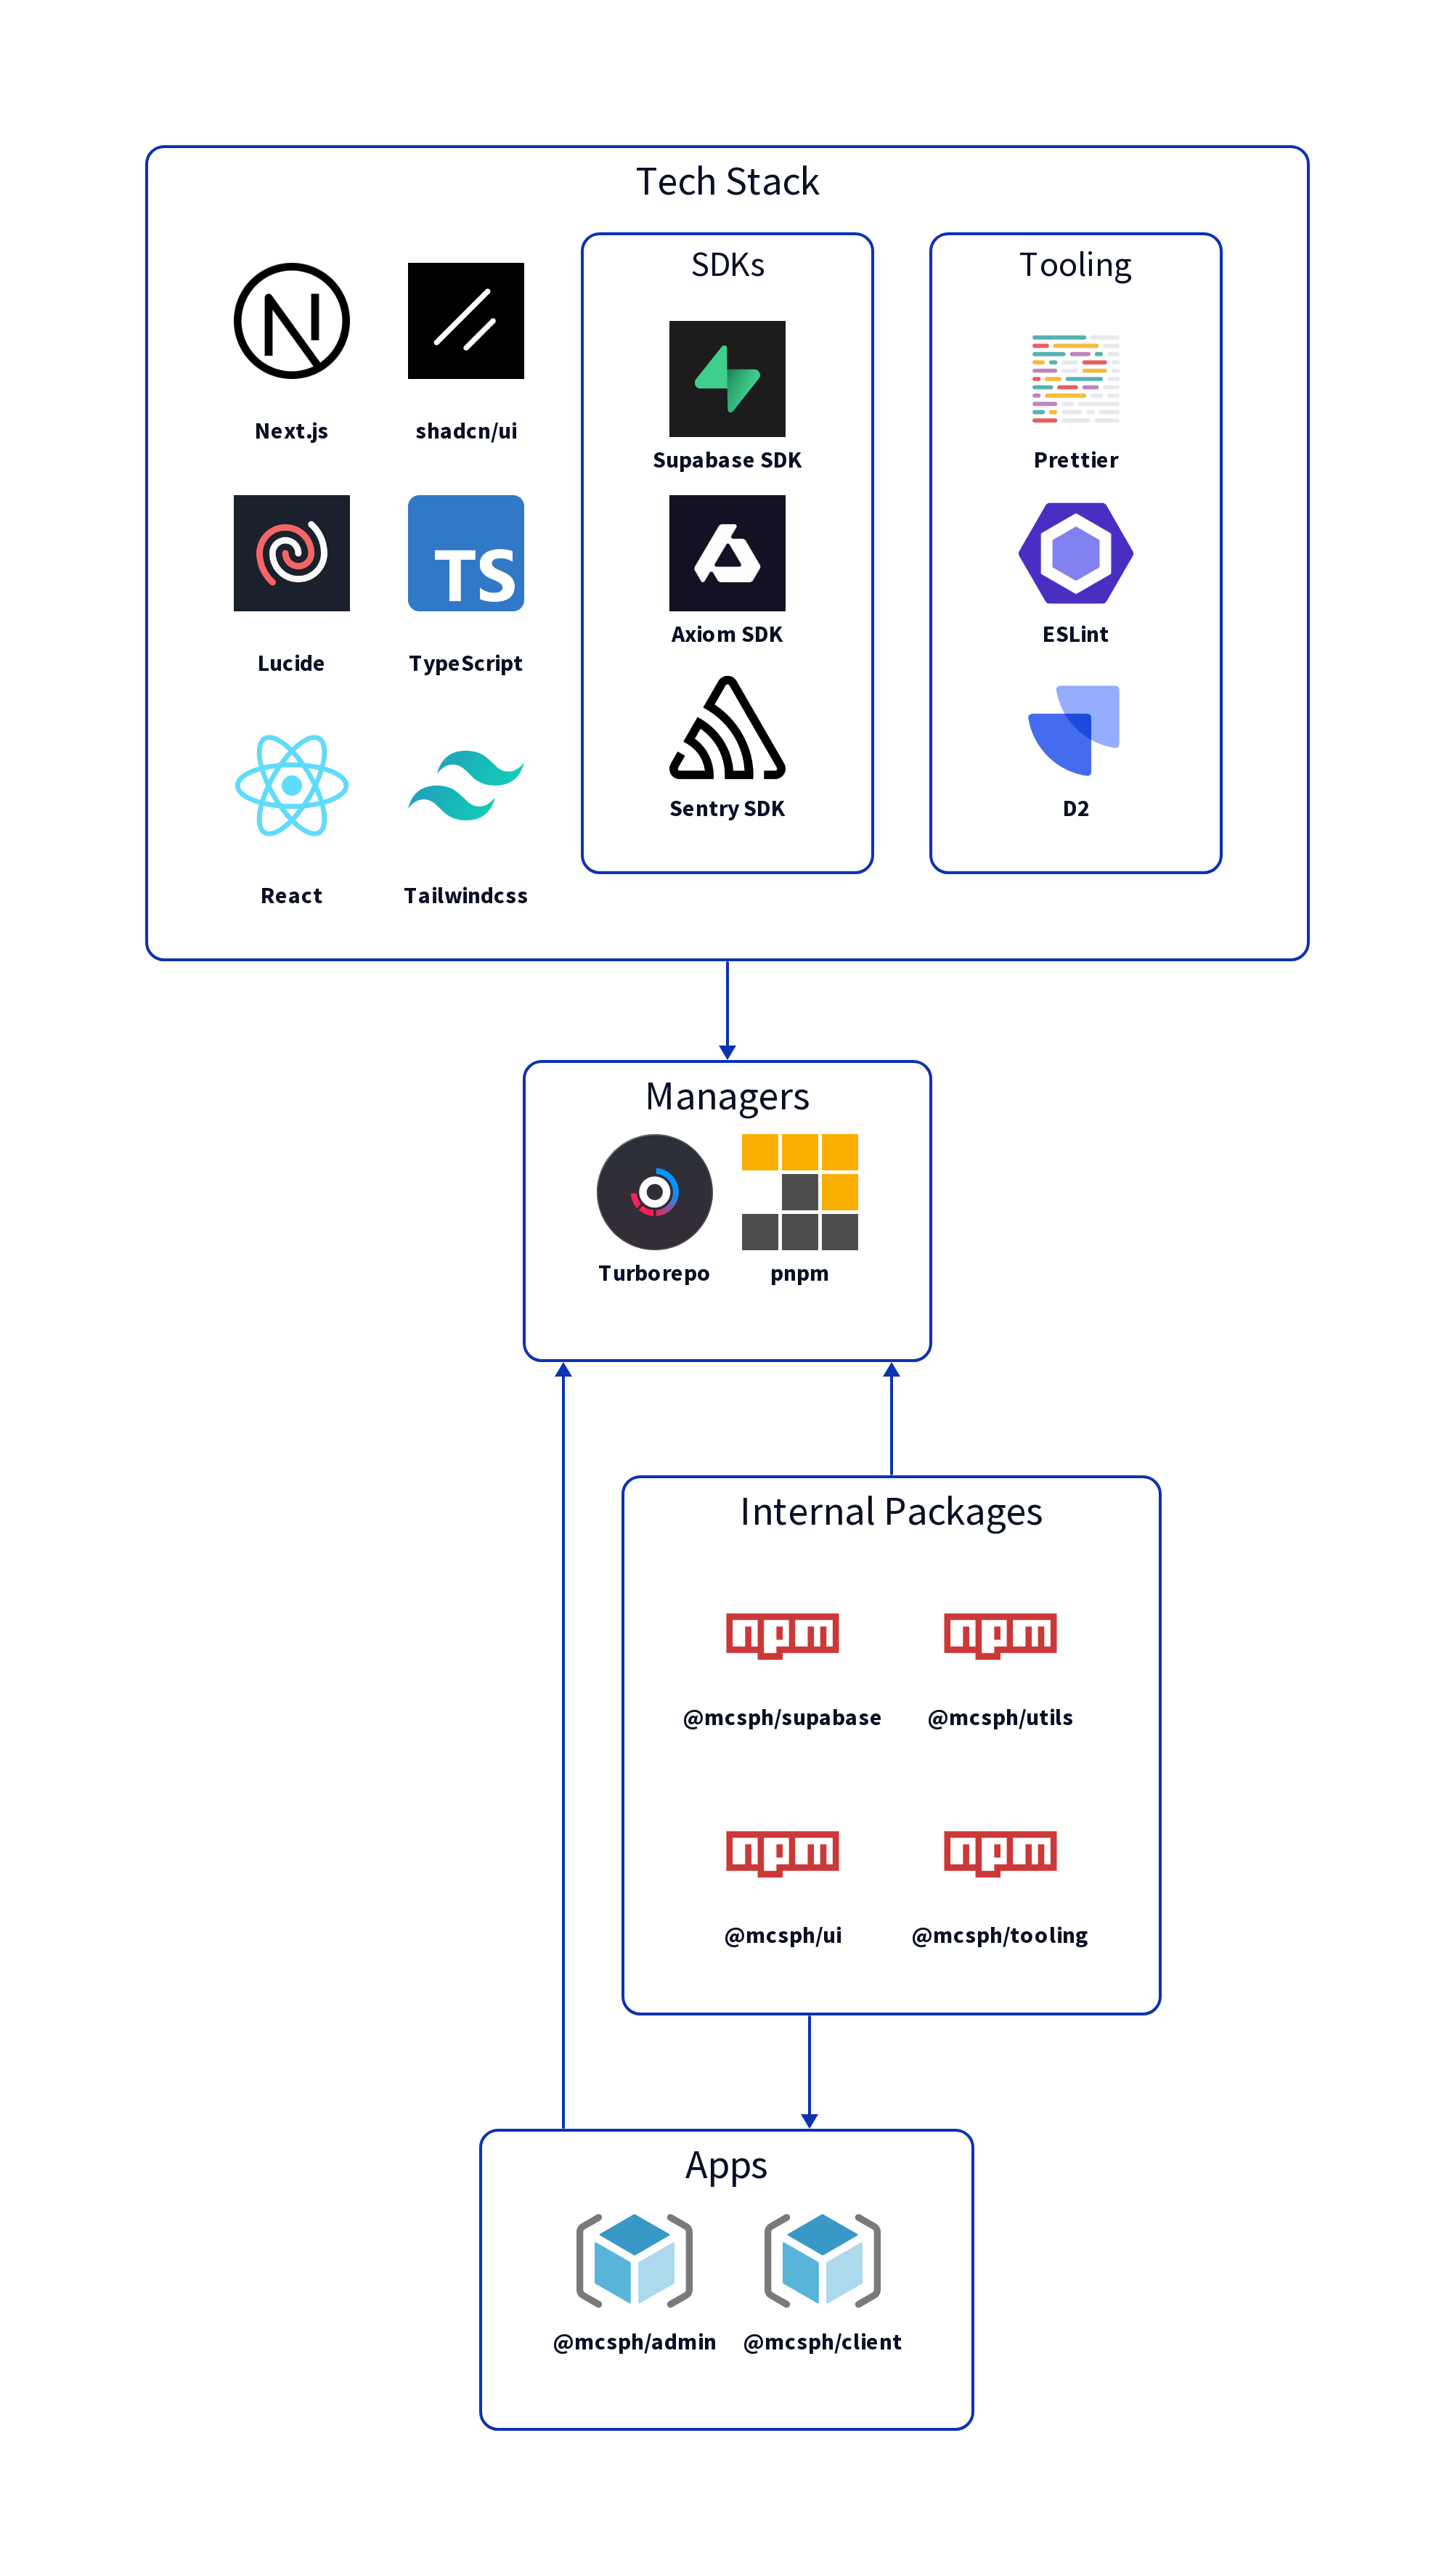 Tech Stack
SDKs
Tooling
Next.js
shadcn/ui
Supabase SDK
Prettier
TS
Lucide
TypeScript
Axiom SDK
ESLint
React
Tailwindcss
Sentry SDK
D2
Managers
Turborepo
pnpm
Internal Packages
npm
npm
@mcsph/supabase
@mcsph/utils
npm
npm
@mcsph/ui
@mcsph/tooling
Apps
@mcsph/admin
@mcsph/client